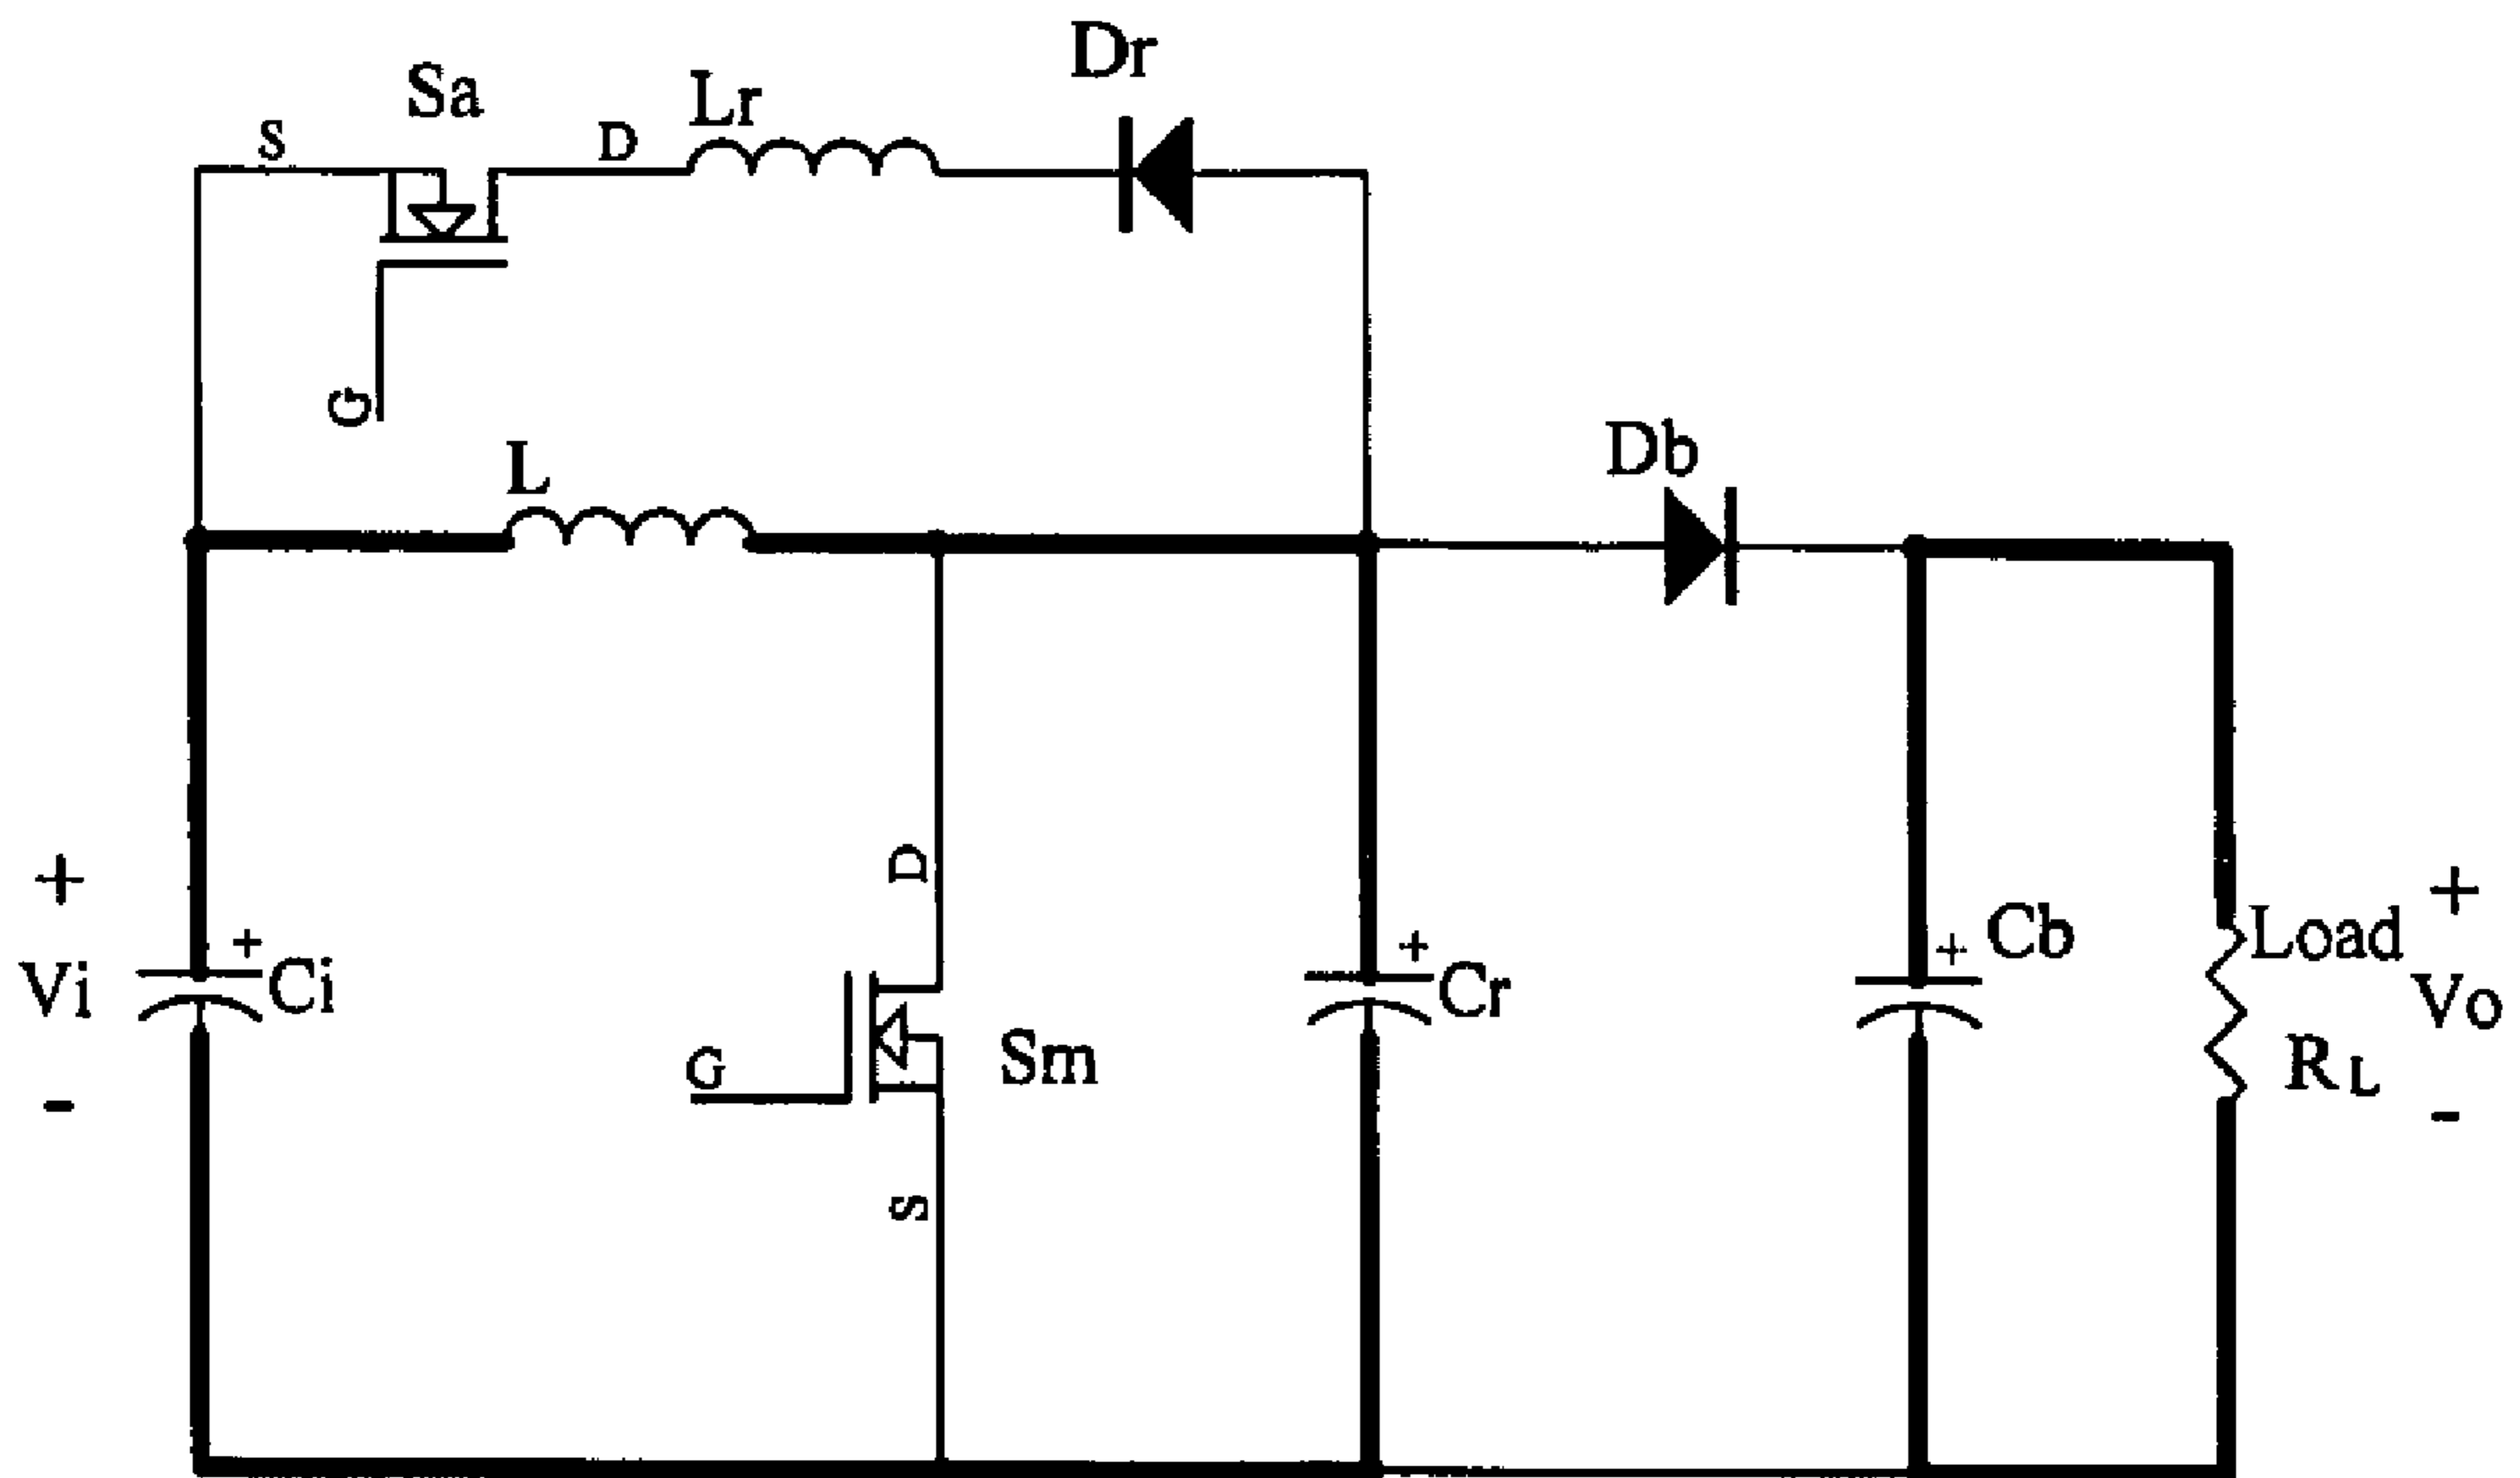 Dr
Sa
Lr
S
D
G
L
Db
D
+
+
Vi
-
+
Ci
G
Sm
S
+
Cr
+
Cb
Load
Vo
RL
-